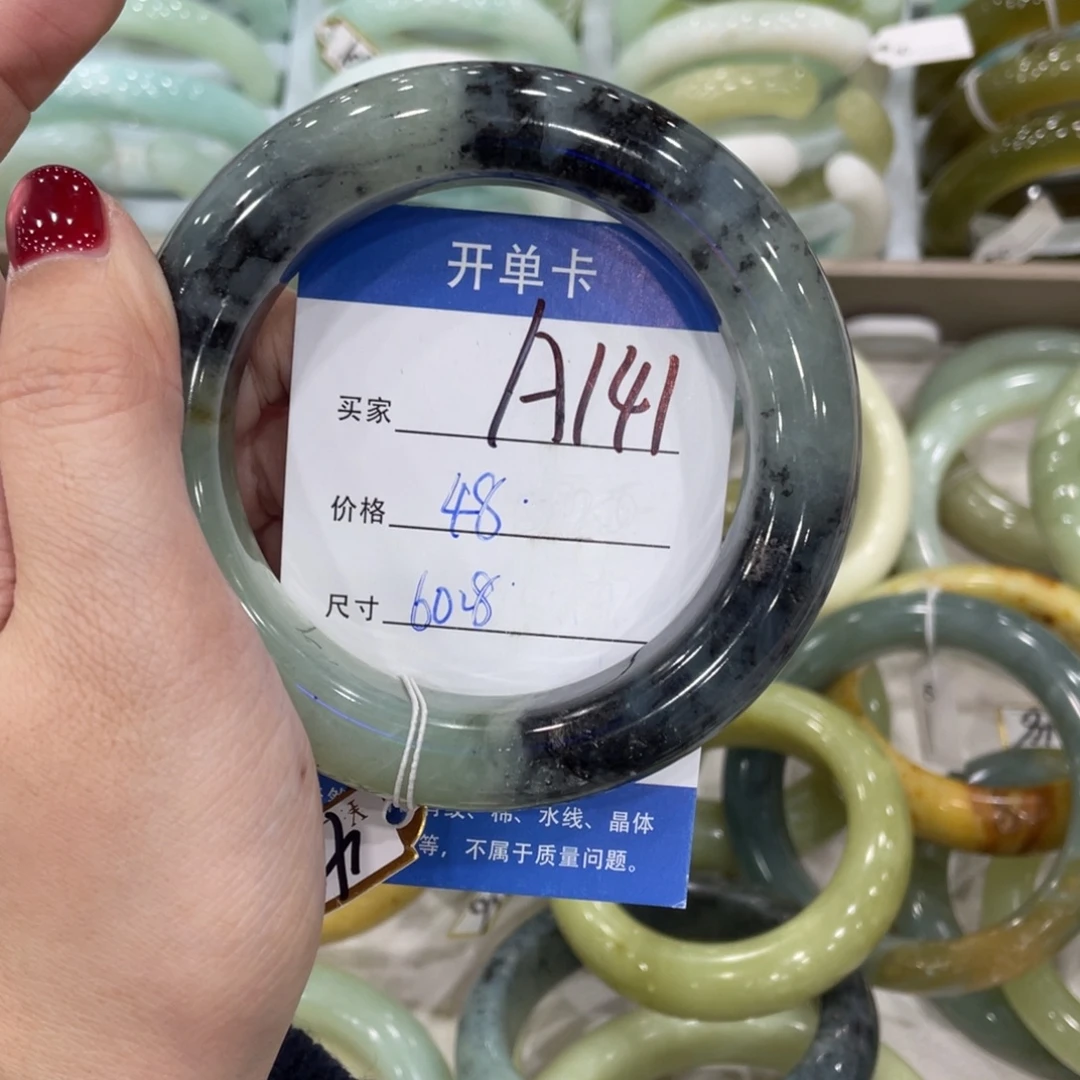 开单卡
买家 A141
价格 48.
尺寸 60.8
纹、棉、水线、晶体
等，不属于质量问题。